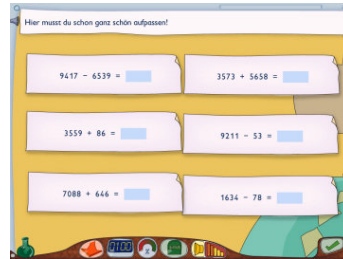 Hier musst du schon ganz schön aufpassen!
9417 - 6539 =
3573 + 5658 =
3559 + 86 =
9211 - 53 =
7088 + 646 =
1634 - 78 =